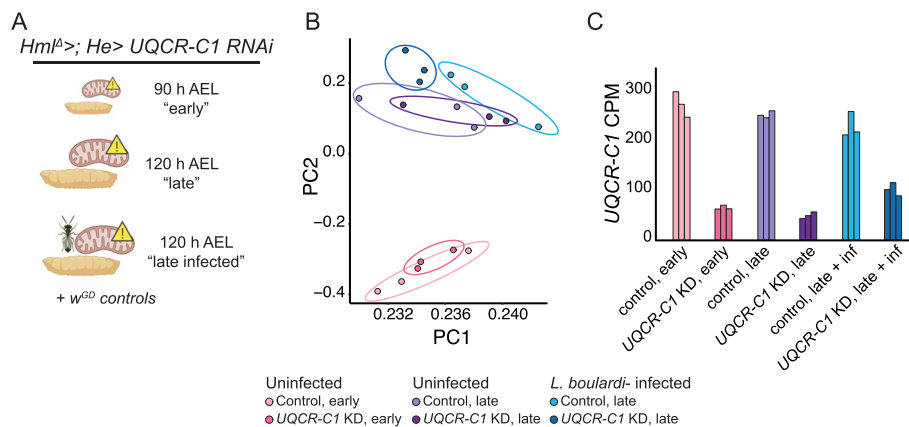 A
Hml^Δ>; He> UQCR-C1 RNAi
90 h AEL
“early”
120 h AEL
“late”
120 h AEL
“late infected”
+ w^GD controls
B
PC2
0.2
0.0
−0.2
−0.4
0.232
0.236
0.240
PC1
C
UQCR-C1 CPM
300
200
100
0
control, early
UQCR-C1 KD, early
control, late
UQCR-C1 KD, late
control, late + inf
UQCR-C1 KD, late + inf
Uninfected
Control, early
UQCR-C1 KD, early
Uninfected
Control, late
UQCR-C1 KD, late
L. boulardi- infected
Control, late
UQCR-C1 KD, late